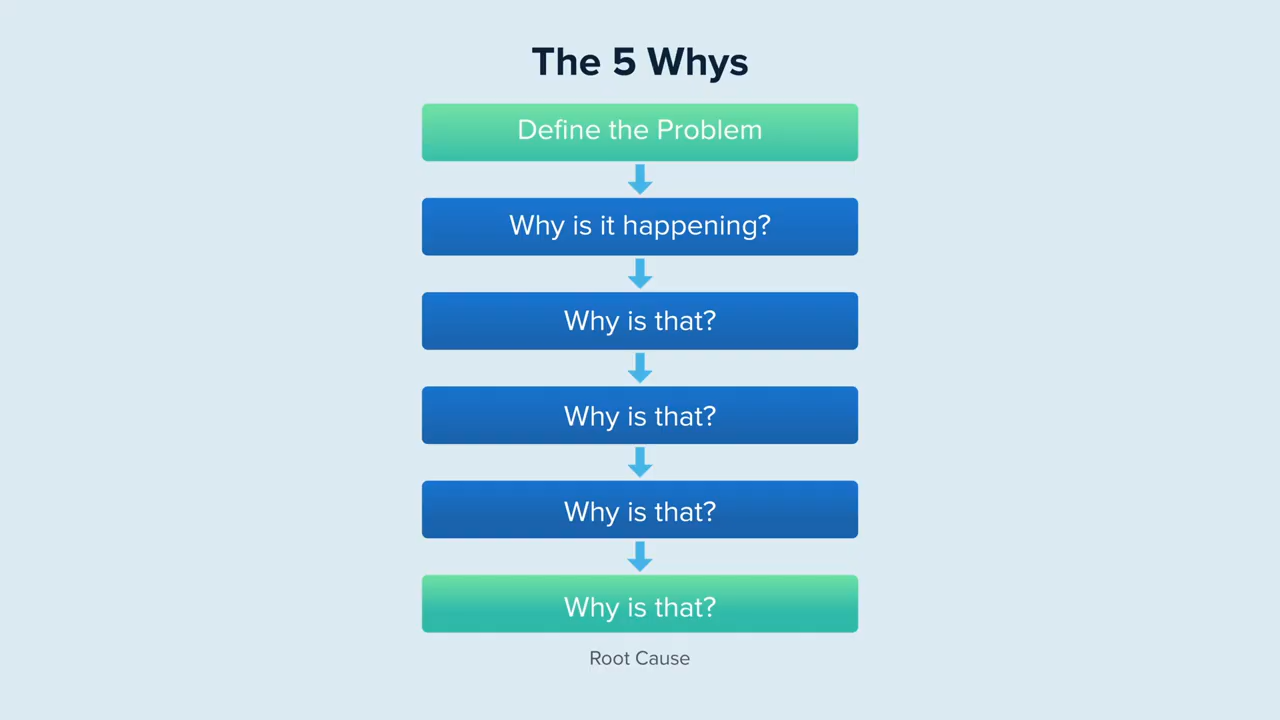 The 5 Whys
Define the Problem
Why is it happening?
Why is that?
Why is that?
Why is that?
Why is that?
Root Cause